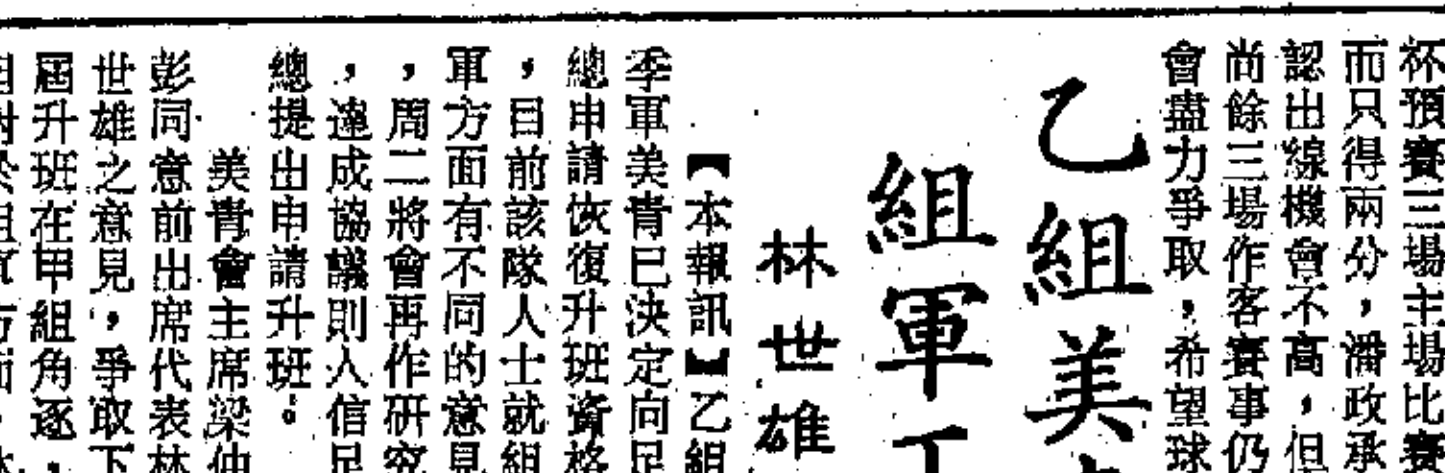 杯預賽三場主場比賽
而只得兩分，潘政承
認出線機會不高，但
尚餘三場作客賽事仍
會盡力爭取，希望球
乙組美
組軍
林世雄
【本報訊】乙組
季軍美青已決定向足
總申請恢復升班資格
，目前該隊人士就組
軍方面有不同的意見
，周二將會再作研究
，達成協議則入信足
總提出申請升班。
美青會主席梁仲
彭同意前出席代表林
世雄之意見，爭取下
屆升班在甲組角逐，